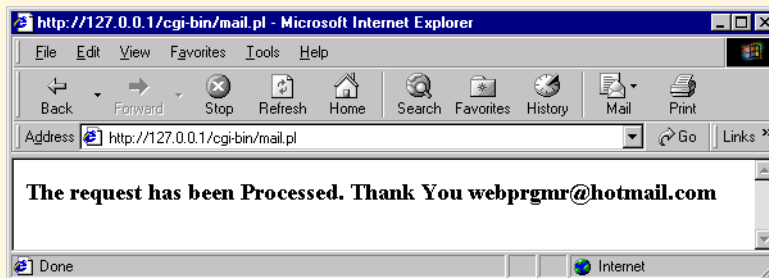 http://127.0.0.1/cgi-bin/mail.pl - Microsoft Internet Explorer
File Edit View Favorites Tools Help
Back Forward Stop Refresh Home Search Favorites History Mail Print
Address http://127.0.0.1/cgi-bin/mail.pl Go Links »
The request has been Processed. Thank You webprgmr@hotmail.com
Done Internet